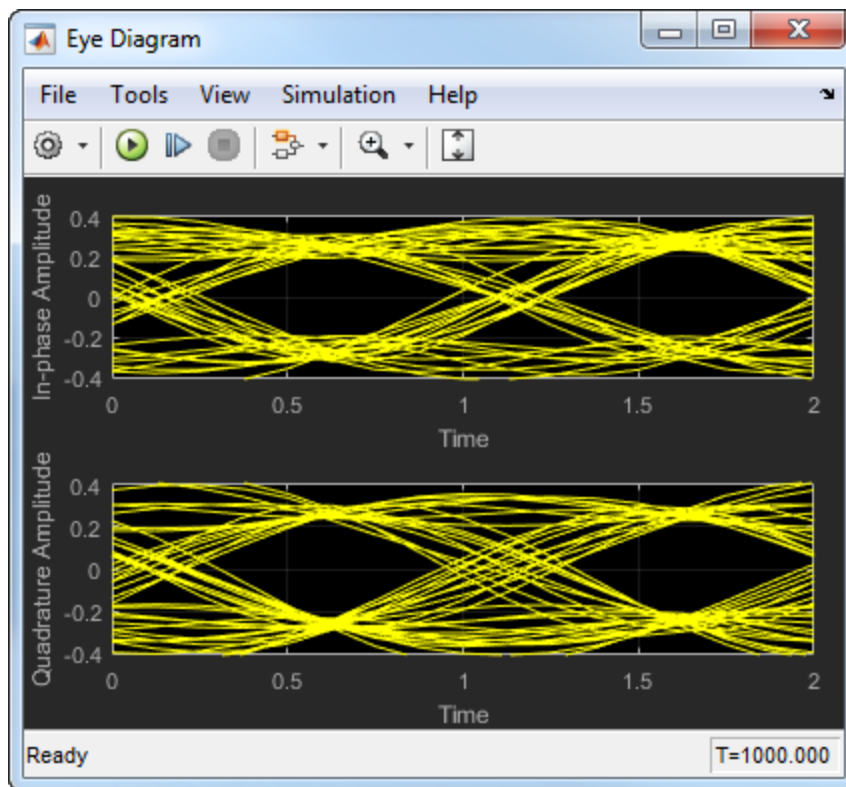 Eye Diagram
File Tools View Simulation Help
In-phase Amplitude
0.4
0.2
0
-0.2
-0.4
0 0.5 1 1.5 2
Time
Quadrature Amplitude
0.4
0.2
0
-0.2
-0.4
0 0.5 1 1.5 2
Time
Ready T=1000.000